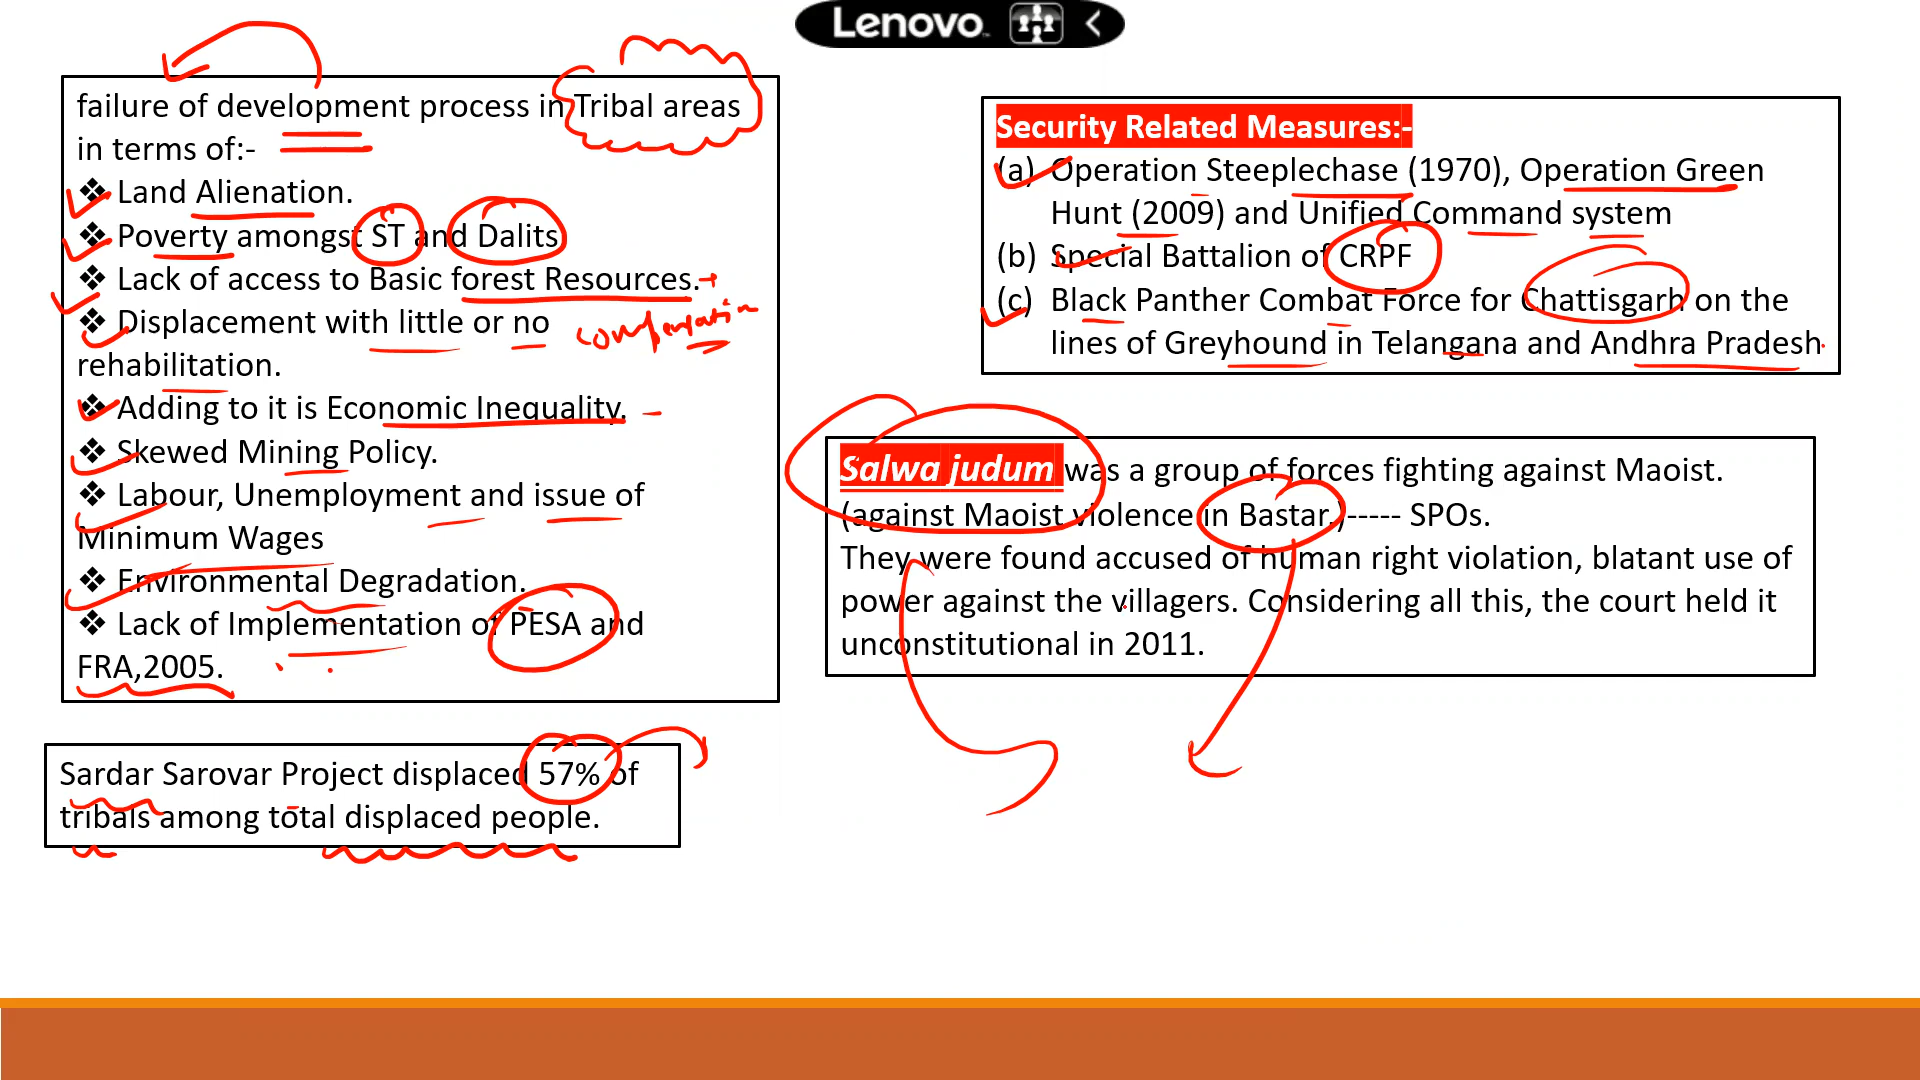 Lenovo
failure of development process in Tribal areas
in terms of:-
❖ Land Alienation.
❖ Poverty amongst ST and Dalits
❖ Lack of access to Basic forest Resources.
❖ Displacement with little or no
compensation
rehabilitation.
❖ Adding to it is Economic Inequality.
❖ Skewed Mining Policy.
❖ Labour, Unemployment and issue of
Minimum Wages
❖ Environmental Degradation.
❖ Lack of Implementation of PESA and
FRA,2005.
Sardar Sarovar Project displaced 57% of
tribals among total displaced people.
Security Related Measures:-
(a) Operation Steeplechase (1970), Operation Green
Hunt (2009) and Unified Command system
(b) Special Battalion of CRPF
(c) Black Panther Combat Force for Chattisgarh on the
lines of Greyhound in Telangana and Andhra Pradesh
Salwa judum was a group of forces fighting against Maoist.
(against Maoist violence in Bastar.)----- SPOs.
They were found accused of human right violation, blatant use of
power against the villagers. Considering all this, the court held it
unconstitutional in 2011.